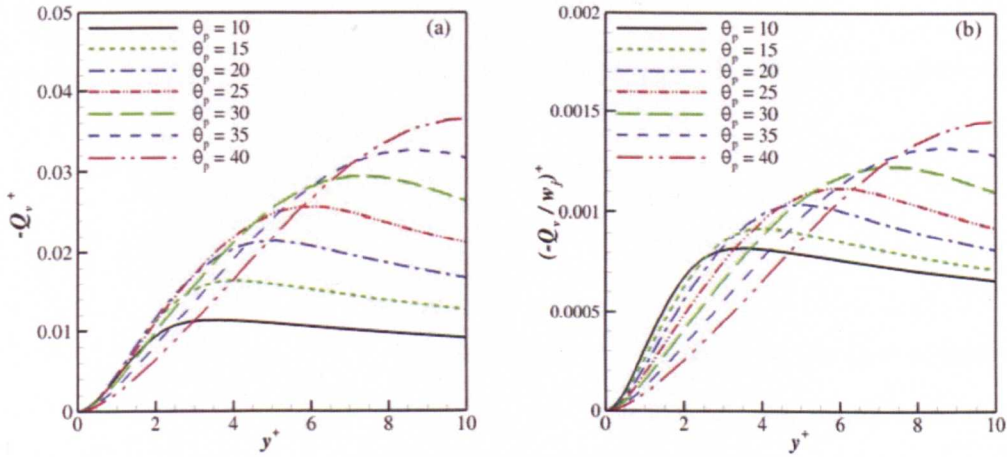 0.05
0.04
0.03
0.02
0.01
0
-Qᵥ⁺
θₚ = 10
θₚ = 15
θₚ = 20
θₚ = 25
θₚ = 30
θₚ = 35
θₚ = 40
(a)
0 2 4 6 8 10
y⁺
0.002
0.0015
0.001
0.0005
0.000
(-Qᵥ / wⱼ)⁺
θₚ = 10
θₚ = 15
θₚ = 20
θₚ = 25
θₚ = 30
θₚ = 35
θₚ = 40
(b)
0 2 4 6 8 10
y⁺